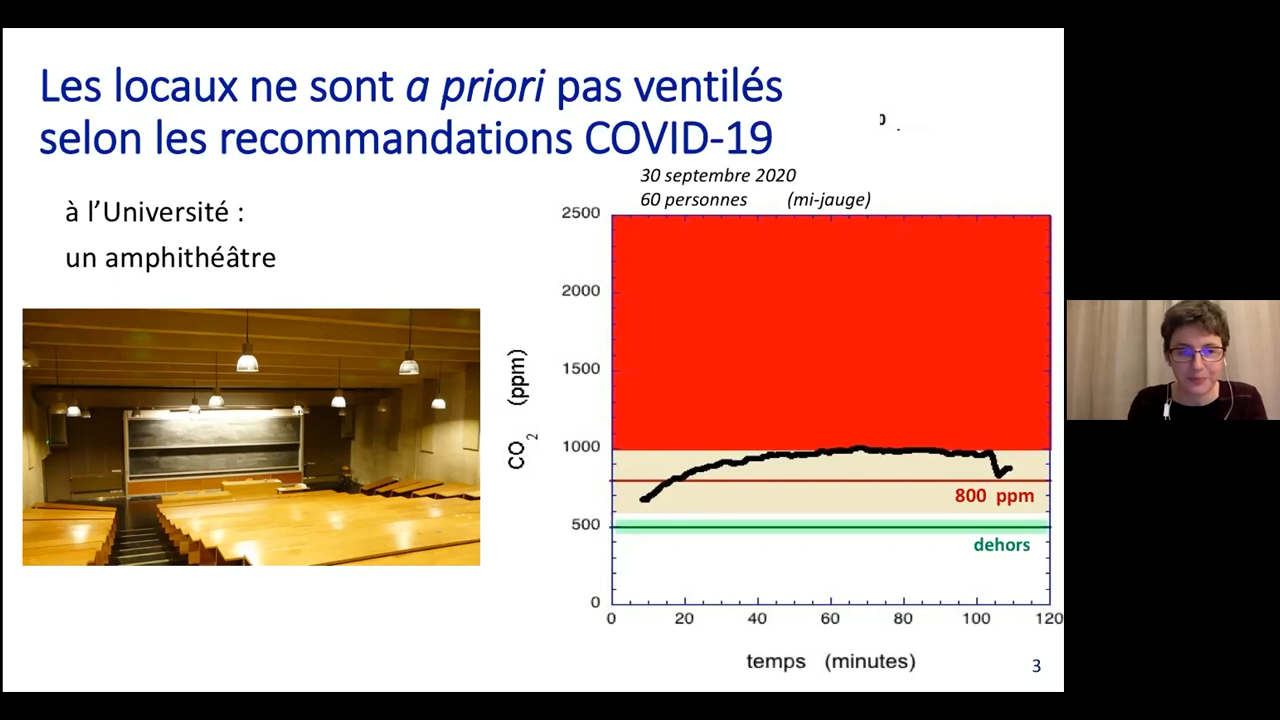 Les locaux ne sont a priori pas ventilés
selon les recommandations COVID-19
30 septembre 2020
60 personnes (mi-jauge)
à l’Université :
un amphithéâtre
2500
2000
1500
1000
500
0
CO2 (ppm)
800 ppm
dehors
0 20 40 60 80 100 120
temps (minutes)
3